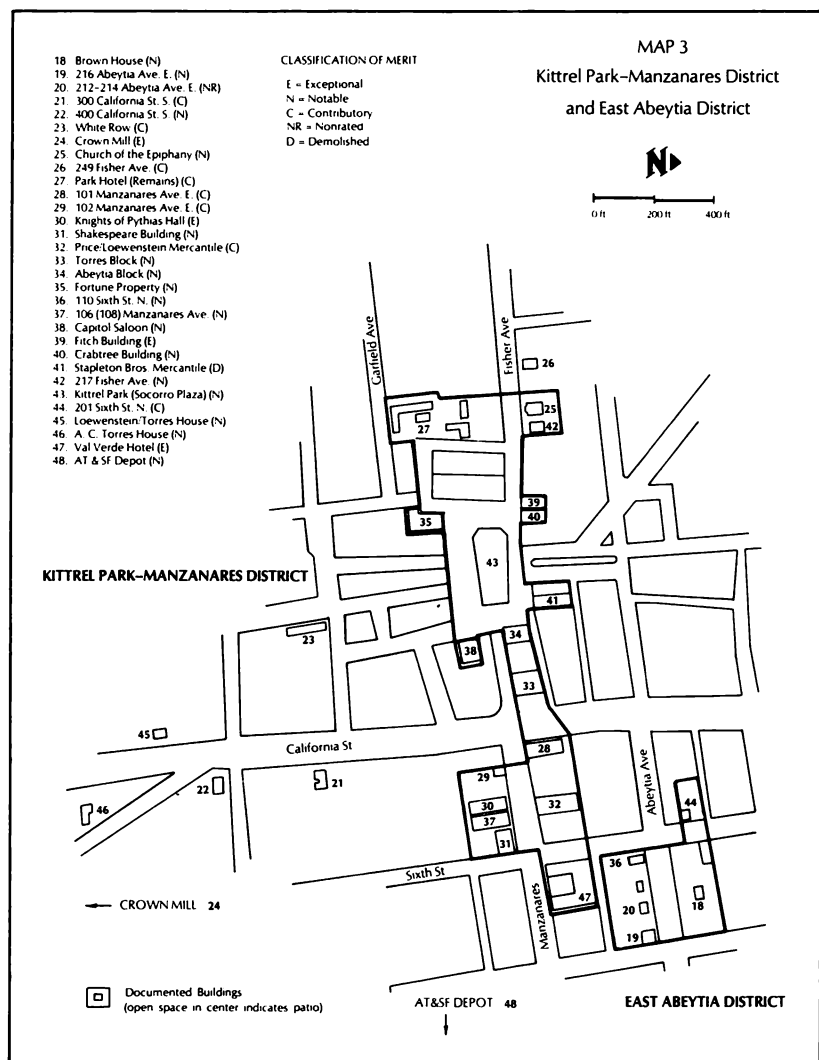 MAP 3
Kittrel Park–Manzanares District
and East Abeytia District
18 Brown House (N)
19. 216 Abeytia Ave. E. (N)
20. 212-214 Abeytia Ave. E. (NR)
21. 300 California St. S. (C)
22. 400 California St. S. (N)
23. White Row (C)
24. Crown Mill (E)
25. Church of the Epiphany (N)
26 249 Fisher Ave. (C)
27. Park Hotel (Remains) (C)
28. 101 Manzanares Ave. E. (C)
29. 102 Manzanares Ave. E. (C)
30. Knights of Pythias Hall (E)
31. Shakespeare Building (N)
32. Price/Loewenstein Mercantile (C)
33. Torres Block (N)
34. Abeytia Block (N)
35. Fortune Property (N)
36. 110 Sixth St. N. (N)
37. 106 (108) Manzanares Ave. (N)
38. Capitol Saloon (N)
39. Fitch Building (E)
40. Crabtree Building (N)
41. Stapleton Bros. Mercantile (D)
42. 217 Fisher Ave. (N)
43. Kittrel Park (Socorro Plaza) (N)
44. 201 Sixth St. N. (C)
45. Loewenstein/Torres House (N)
46. A. C. Torres House (N)
47. Val Verde Hotel (E)
48. AT & SF Depot (N)
CLASSIFICATION OF MERIT
E = Exceptional
N = Notable
C = Contributory
NR = Nonrated
D = Demolished
N
0 ft 200 ft 400 ft
Garfield Ave
Fisher Ave
26
25
42
27
39
40
35
43
KITTREL PARK–MANZANARES DISTRICT
41
23
34
38
33
45
California St
28
Abeytia Ave
29
22
21
46
30
32
44
37
31
36
Sixth St
47
18
20
19
Manzanares
CROWN MILL 24
Documented Buildings
(open space in center indicates patio)
AT&SF DEPOT 48
EAST ABEYTIA DISTRICT